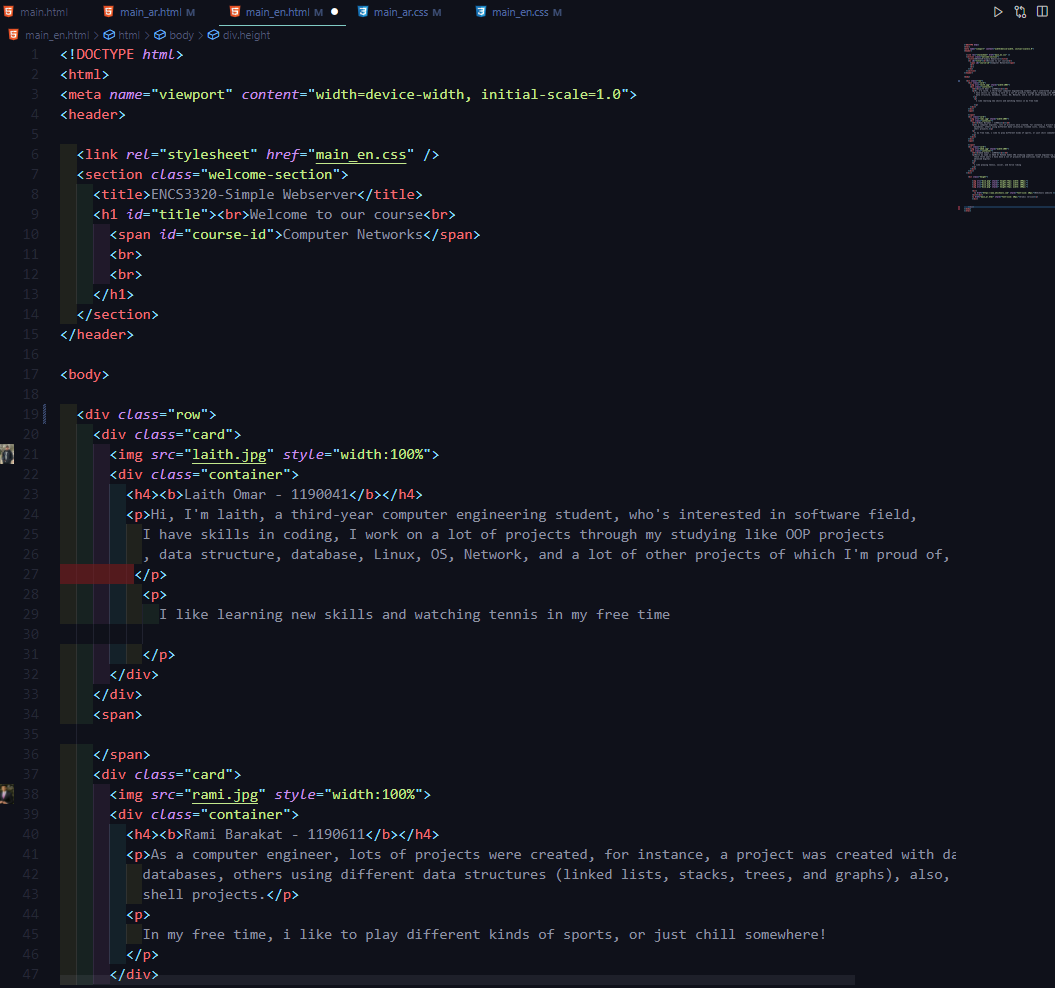 main.html main_ar.html M main_en.html M main_ar.css M main_en.css M
main_en.html > html > body > div.height
1 <!DOCTYPE html>
2 <html>
3 <meta name="viewport" content="width=device-width, initial-scale=1.0">
4 <header>
5
6 <link rel="stylesheet" href="main_en.css" />
7 <section class="welcome-section">
8 <title>ENCS3320-Simple Webserver</title>
9 <h1 id="title"><br>Welcome to our course<br>
10 <span id="course-id">Computer Networks</span>
11 <br>
12 <br>
13 </h1>
14 </section>
15 </header>
16
17 <body>
18
19 <div class="row">
20 <div class="card">
21 <img src="laith.jpg" style="width:100%">
22 <div class="container">
23 <h4><b>Laith Omar - 1190041</b></h4>
24 <p>Hi, I'm laith, a third-year computer engineering student, who's interested in software field,
25 I have skills in coding, I work on a lot of projects through my studying like OOP projects
26 , data structure, database, Linux, OS, Network, and a lot of other projects of which I'm proud of,
27 </p>
28 <p>
29 I like learning new skills and watching tennis in my free time
30
31 </p>
32 </div>
33 </div>
34 <span>
35
36 </span>
37 <div class="card">
38 <img src="rami.jpg" style="width:100%">
39 <div class="container">
40 <h4><b>Rami Barakat - 1190611</b></h4>
41 <p>As a computer engineer, lots of projects were created, for instance, a project was created with da
42 databases, others using different data structures (linked lists, stacks, trees, and graphs), also,
43 shell projects.</p>
44 <p>
45 In my free time, i like to play different kinds of sports, or just chill somewhere!
46 </p>
47 </div>